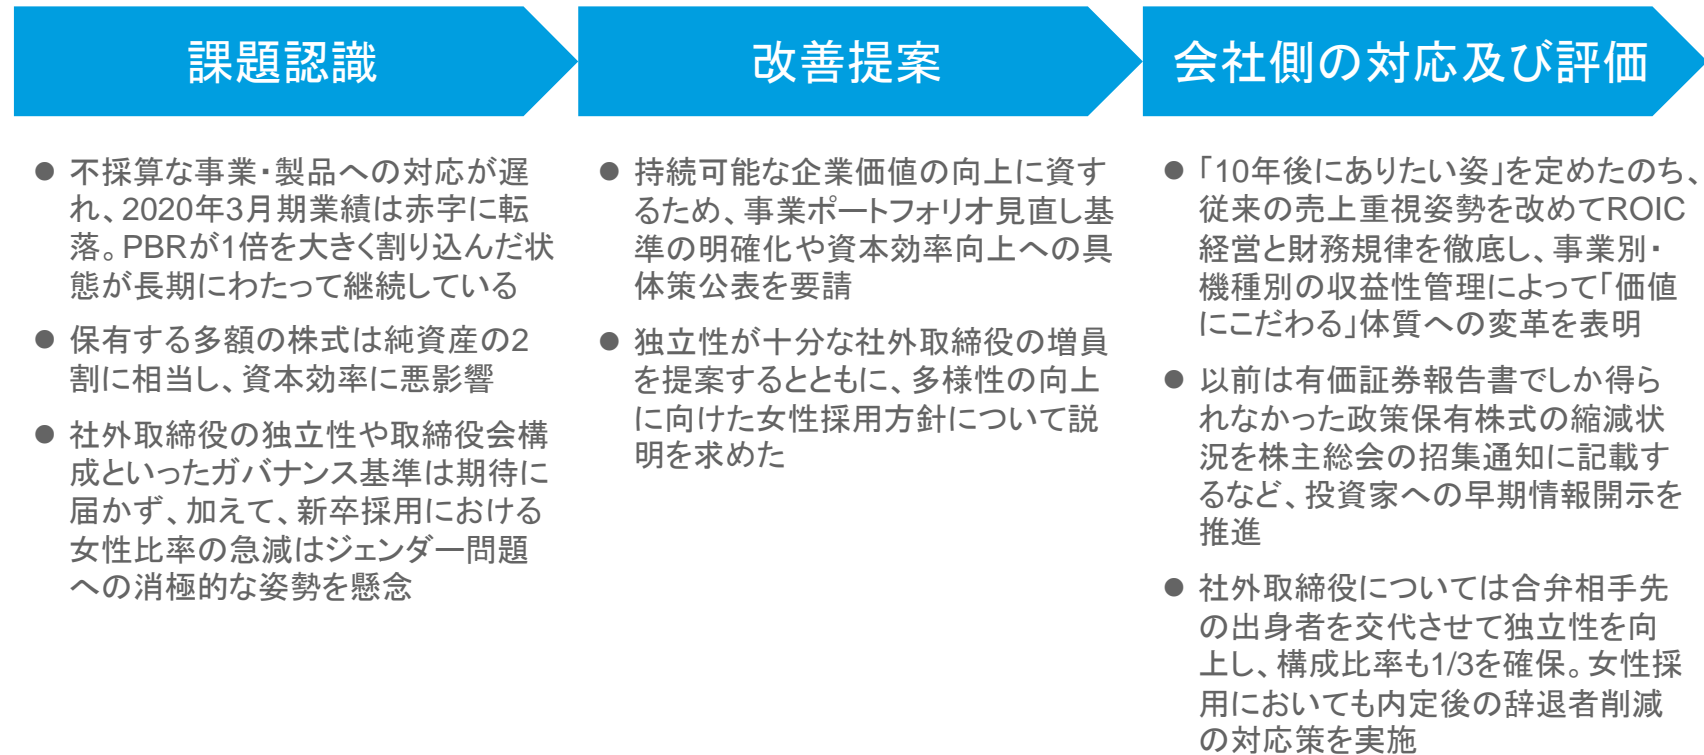 課題認識
改善提案
会社側の対応及び評価
● 不採算な事業・製品への対応が遅
れ、2020年3月期業績は赤字に転
落。PBRが1倍を大きく割り込んだ状
態が長期にわたって継続している
● 保有する多額の株式は純資産の2
割に相当し、資本効率に悪影響
● 社外取締役の独立性や取締役会構
成といったガバナンス基準は期待に
届かず、加えて、新卒採用における
女性比率の急減はジェンダー問題
への消極的な姿勢を懸念
● 持続可能な企業価値の向上に資す
るため、事業ポートフォリオ見直し基
準の明確化や資本効率向上への具
体策公表を要請
● 独立性が十分な社外取締役の増員
を提案するとともに、多様性の向上
に向けた女性採用方針について説
明を求めた
● 「10年後にありたい姿」を定めたのち、
従来の売上重視姿勢を改めてROIC
経営と財務規律を徹底し、事業別・
機種別の収益性管理によって「価値
にこだわる」体質への変革を表明
● 以前は有価証券報告書でしか得ら
れなかった政策保有株式の縮減状
況を株主総会の招集通知に記載す
るなど、投資家への早期情報開示を
推進
● 社外取締役については合弁相手先
の出身者を交代させて独立性を向
上し、構成比率も1/3を確保。女性採
用においても内定後の辞退者削減
の対応策を実施